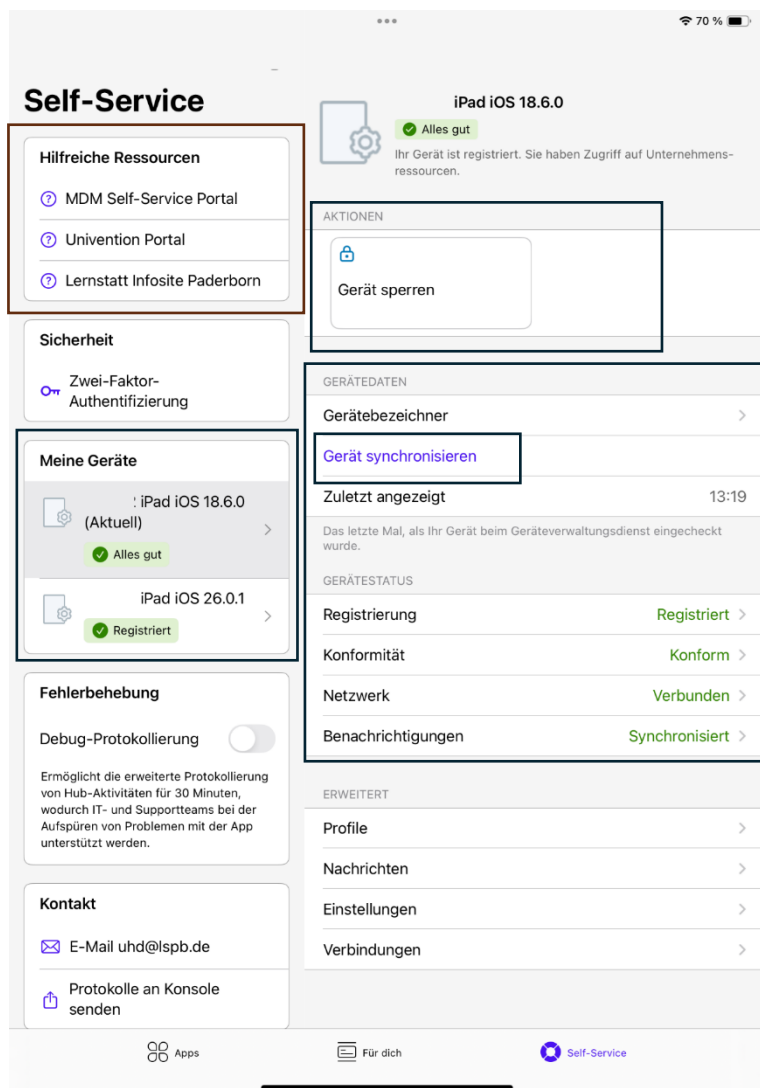 70 %
Self-Service
Hilfreiche Ressourcen
MDM Self-Service Portal
Univention Portal
Lernstatt Infosite Paderborn
Sicherheit
Zwei-Faktor-
Authentifizierung
Meine Geräte
iPad iOS 18.6.0
(Aktuell)
Alles gut
iPad iOS 26.0.1
Registriert
Fehlerbehebung
Debug-Protokollierung
Ermöglicht die erweiterte Protokollierung
von Hub-Aktivitäten für 30 Minuten,
wodurch IT- und Supportteams bei der
Aufspüren von Problemen mit der App
unterstützt werden.
Kontakt
E-Mail uhd@lspb.de
Protokolle an Konsole
senden
iPad iOS 18.6.0
Alles gut
Ihr Gerät ist registriert. Sie haben Zugriff auf Unternehmens-
ressourcen.
AKTIONEN
Gerät sperren
GERÄTEDATEN
Gerätebezeichner
Gerät synchronisieren
Zuletzt angezeigt 13:19
Das letzte Mal, als Ihr Gerät beim Geräteverwaltungsdienst eingecheckt
wurde.
GERÄTESTATUS
Registrierung Registriert
Konformität Konform
Netzwerk Verbunden
Benachrichtigungen Synchronisiert
ERWEITERT
Profile
Nachrichten
Einstellungen
Verbindungen
Apps
Für dich
Self-Service